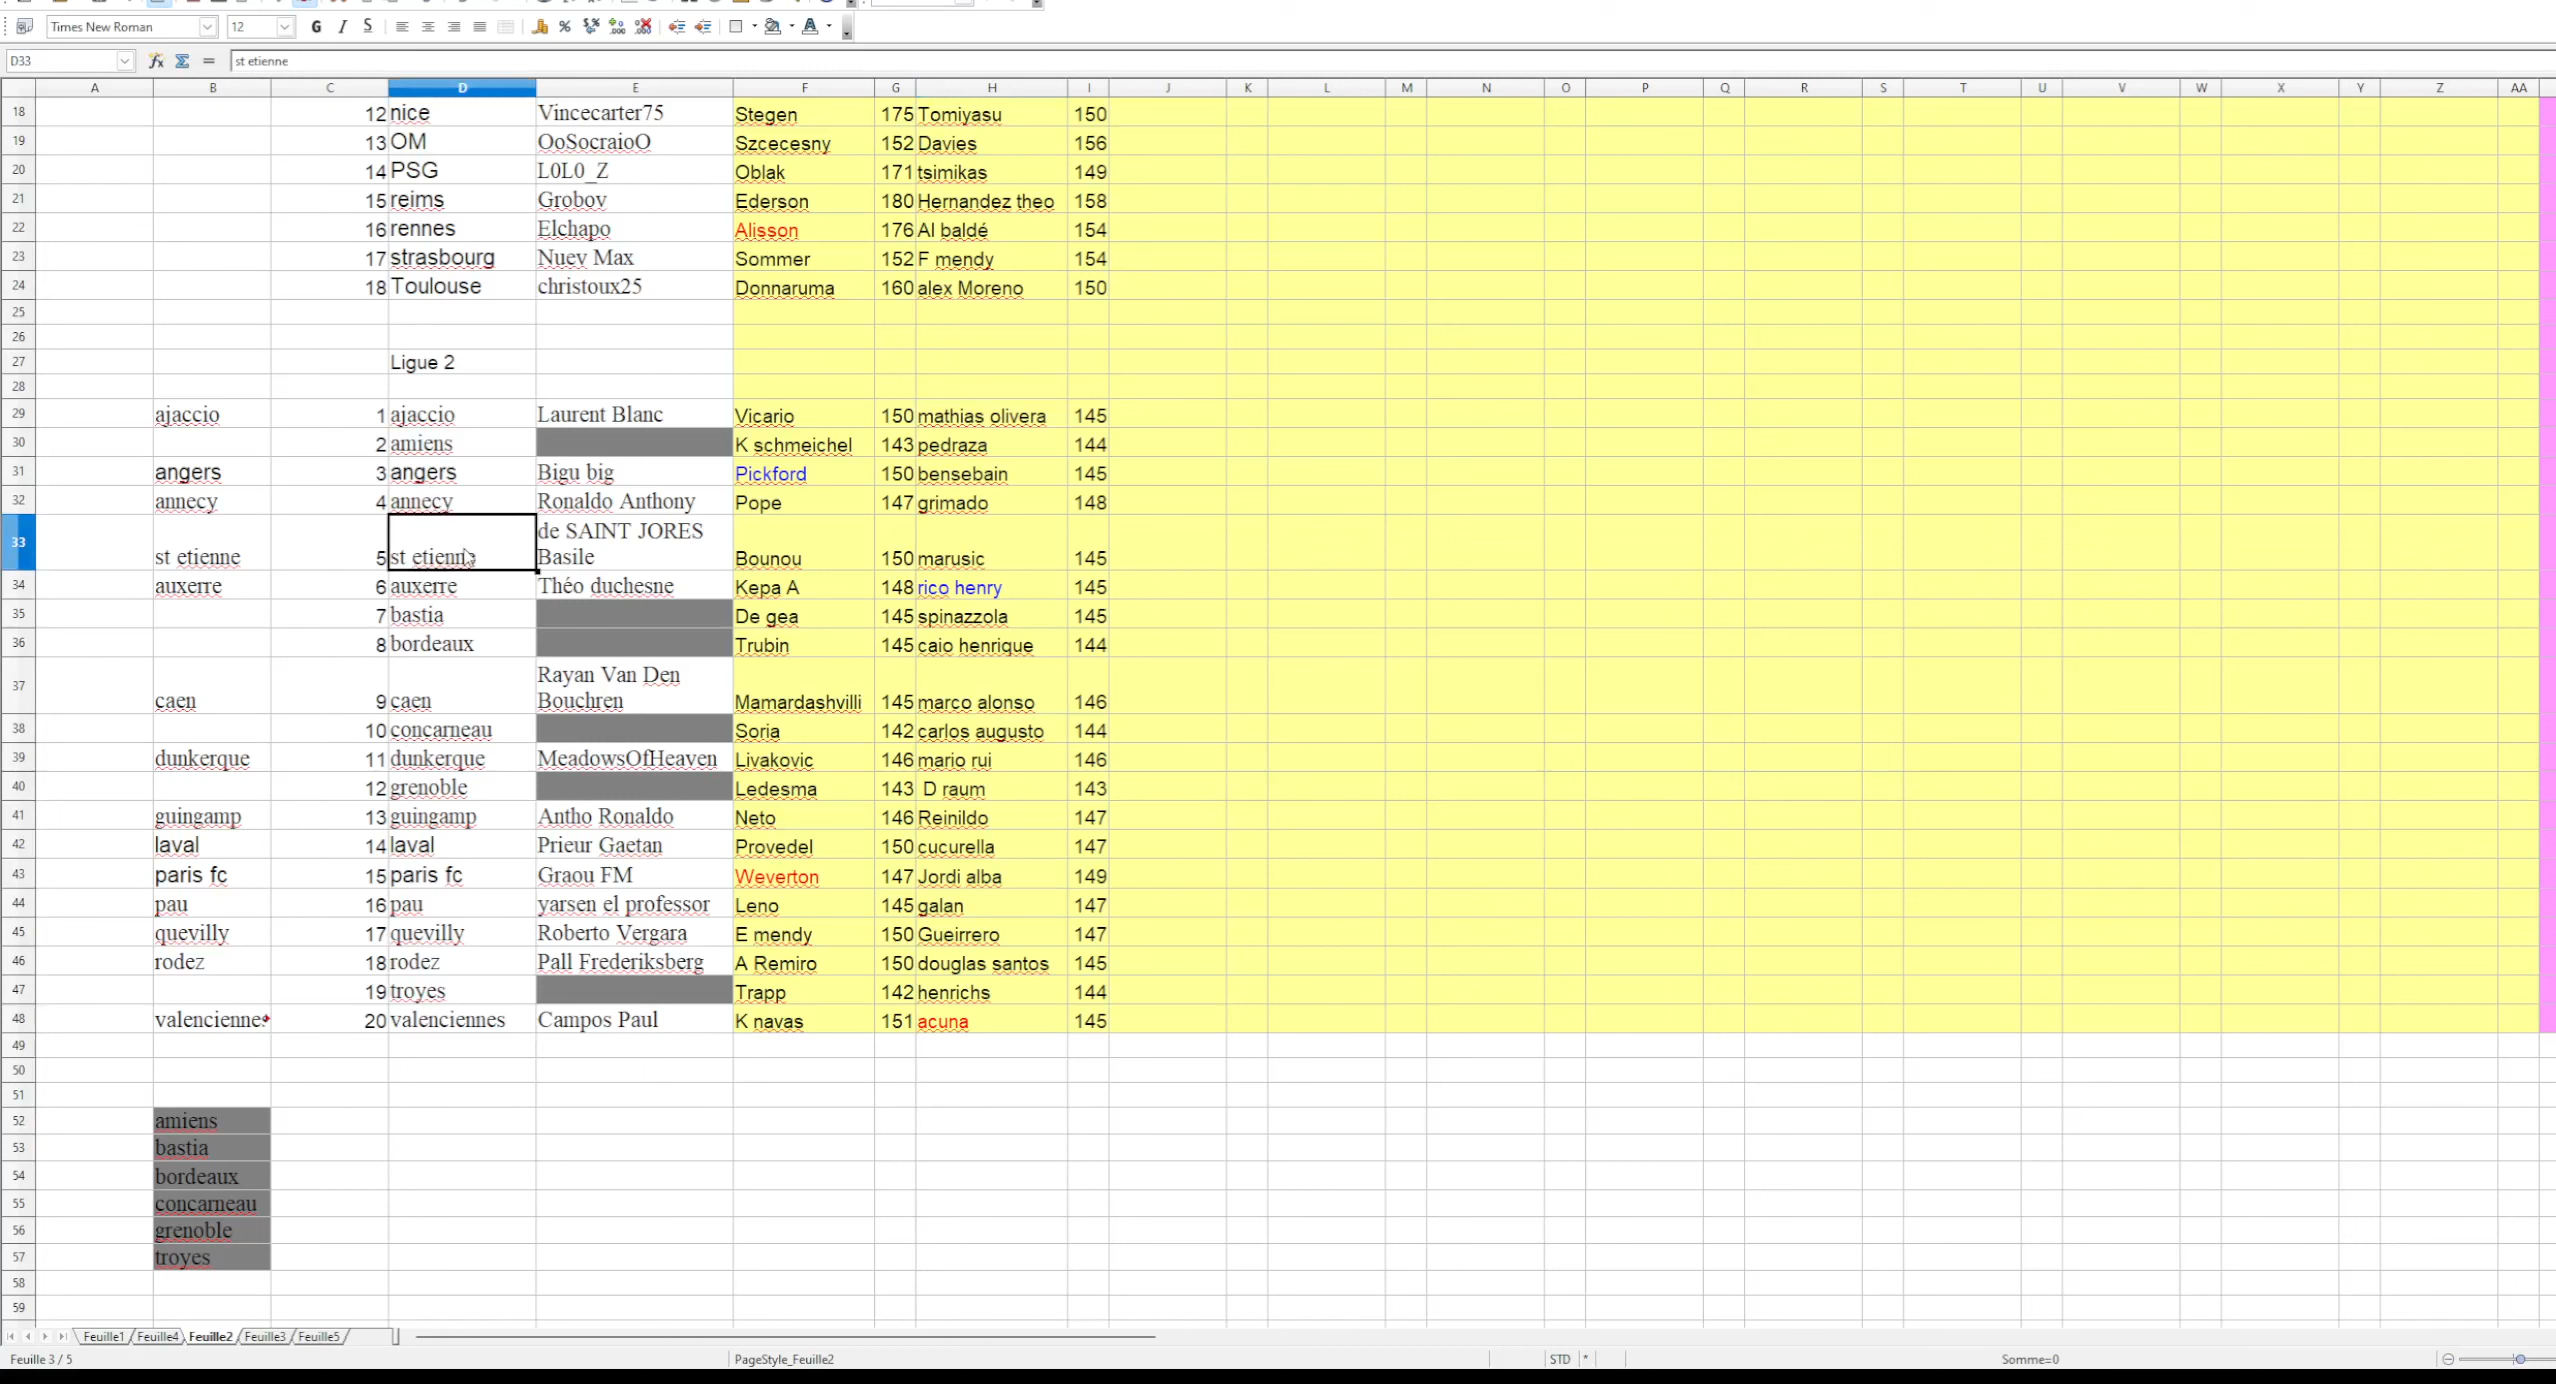 Times New Roman 12 G I S % 
D33 = st etienne
A B C D E F G H I J K L M N O P Q R S T U V W X Y Z AA
18 12 nice Vincecarter75 Stegen 175 Tomiyasu 150
19 13 OM OoSocraioO Szcecesny 152 Davies 156
20 14 PSG L0L0_Z Oblak 171 tsimikas 149
21 15 reims Grobov Ederson 180 Hernandez theo 158
22 16 rennes Elchapo Alisson 176 Al baldé 154
23 17 strasbourg Nuev Max Sommer 152 F mendy 154
24 18 Toulouse christoux25 Donnaruma 160 alex Moreno 150
25
26
27 Ligue 2
28
29 ajaccio 1 ajaccio Laurent Blanc Vicario 150 mathias olivera 145
30 2 amiens K schmeichel 143 pedraza 144
31 angers 3 angers Bigu big Pickford 150 bensebain 145
32 annecy 4 annecy Ronaldo Anthony Pope 147 grimado 148
33 st etienne 5 st etienne de SAINT JORES Basile Bounou 150 marusic 145
34 auxerre 6 auxerre Théo duchesne Kepa A 148 rico henry 145
35 7 bastia De gea 145 spinazzola 145
36 8 bordeaux Trubin 145 caio henrique 144
37 caen 9 caen Rayan Van Den Bouchren Mamardashvilli 145 marco alonso 146
38 10 concarneau Soria 142 carlos augusto 144
39 dunkerque 11 dunkerque MeadowsOfHeaven Livakovic 146 mario rui 146
40 12 grenoble Ledesma 143 D raum 143
41 guingamp 13 guingamp Antho Ronaldo Neto 146 Reinildo 147
42 laval 14 laval Prieur Gaetan Provedel 150 cucurella 147
43 paris fc 15 paris fc Graou FM Weverton 147 Jordi alba 149
44 pau 16 pau yarsen el professor Leno 145 galan 147
45 quevilly 17 quevilly Roberto Vergara E mendy 150 Gueirrero 147
46 rodez 18 rodez Pall Frederiksberg A Remiro 150 douglas santos 145
47 19 troyes Trapp 142 henrichs 144
48 valenciennes 20 valenciennes Campos Paul K navas 151 acuna 145
49
50
51
52 amiens
53 bastia
54 bordeaux
55 concarneau
56 grenoble
57 troyes
58
59
Feuille1 Feuille4 Feuille2 Feuille3 Feuille5
Feuille 3 / 5 PageStyle_Feuille2 STD * Somme=0